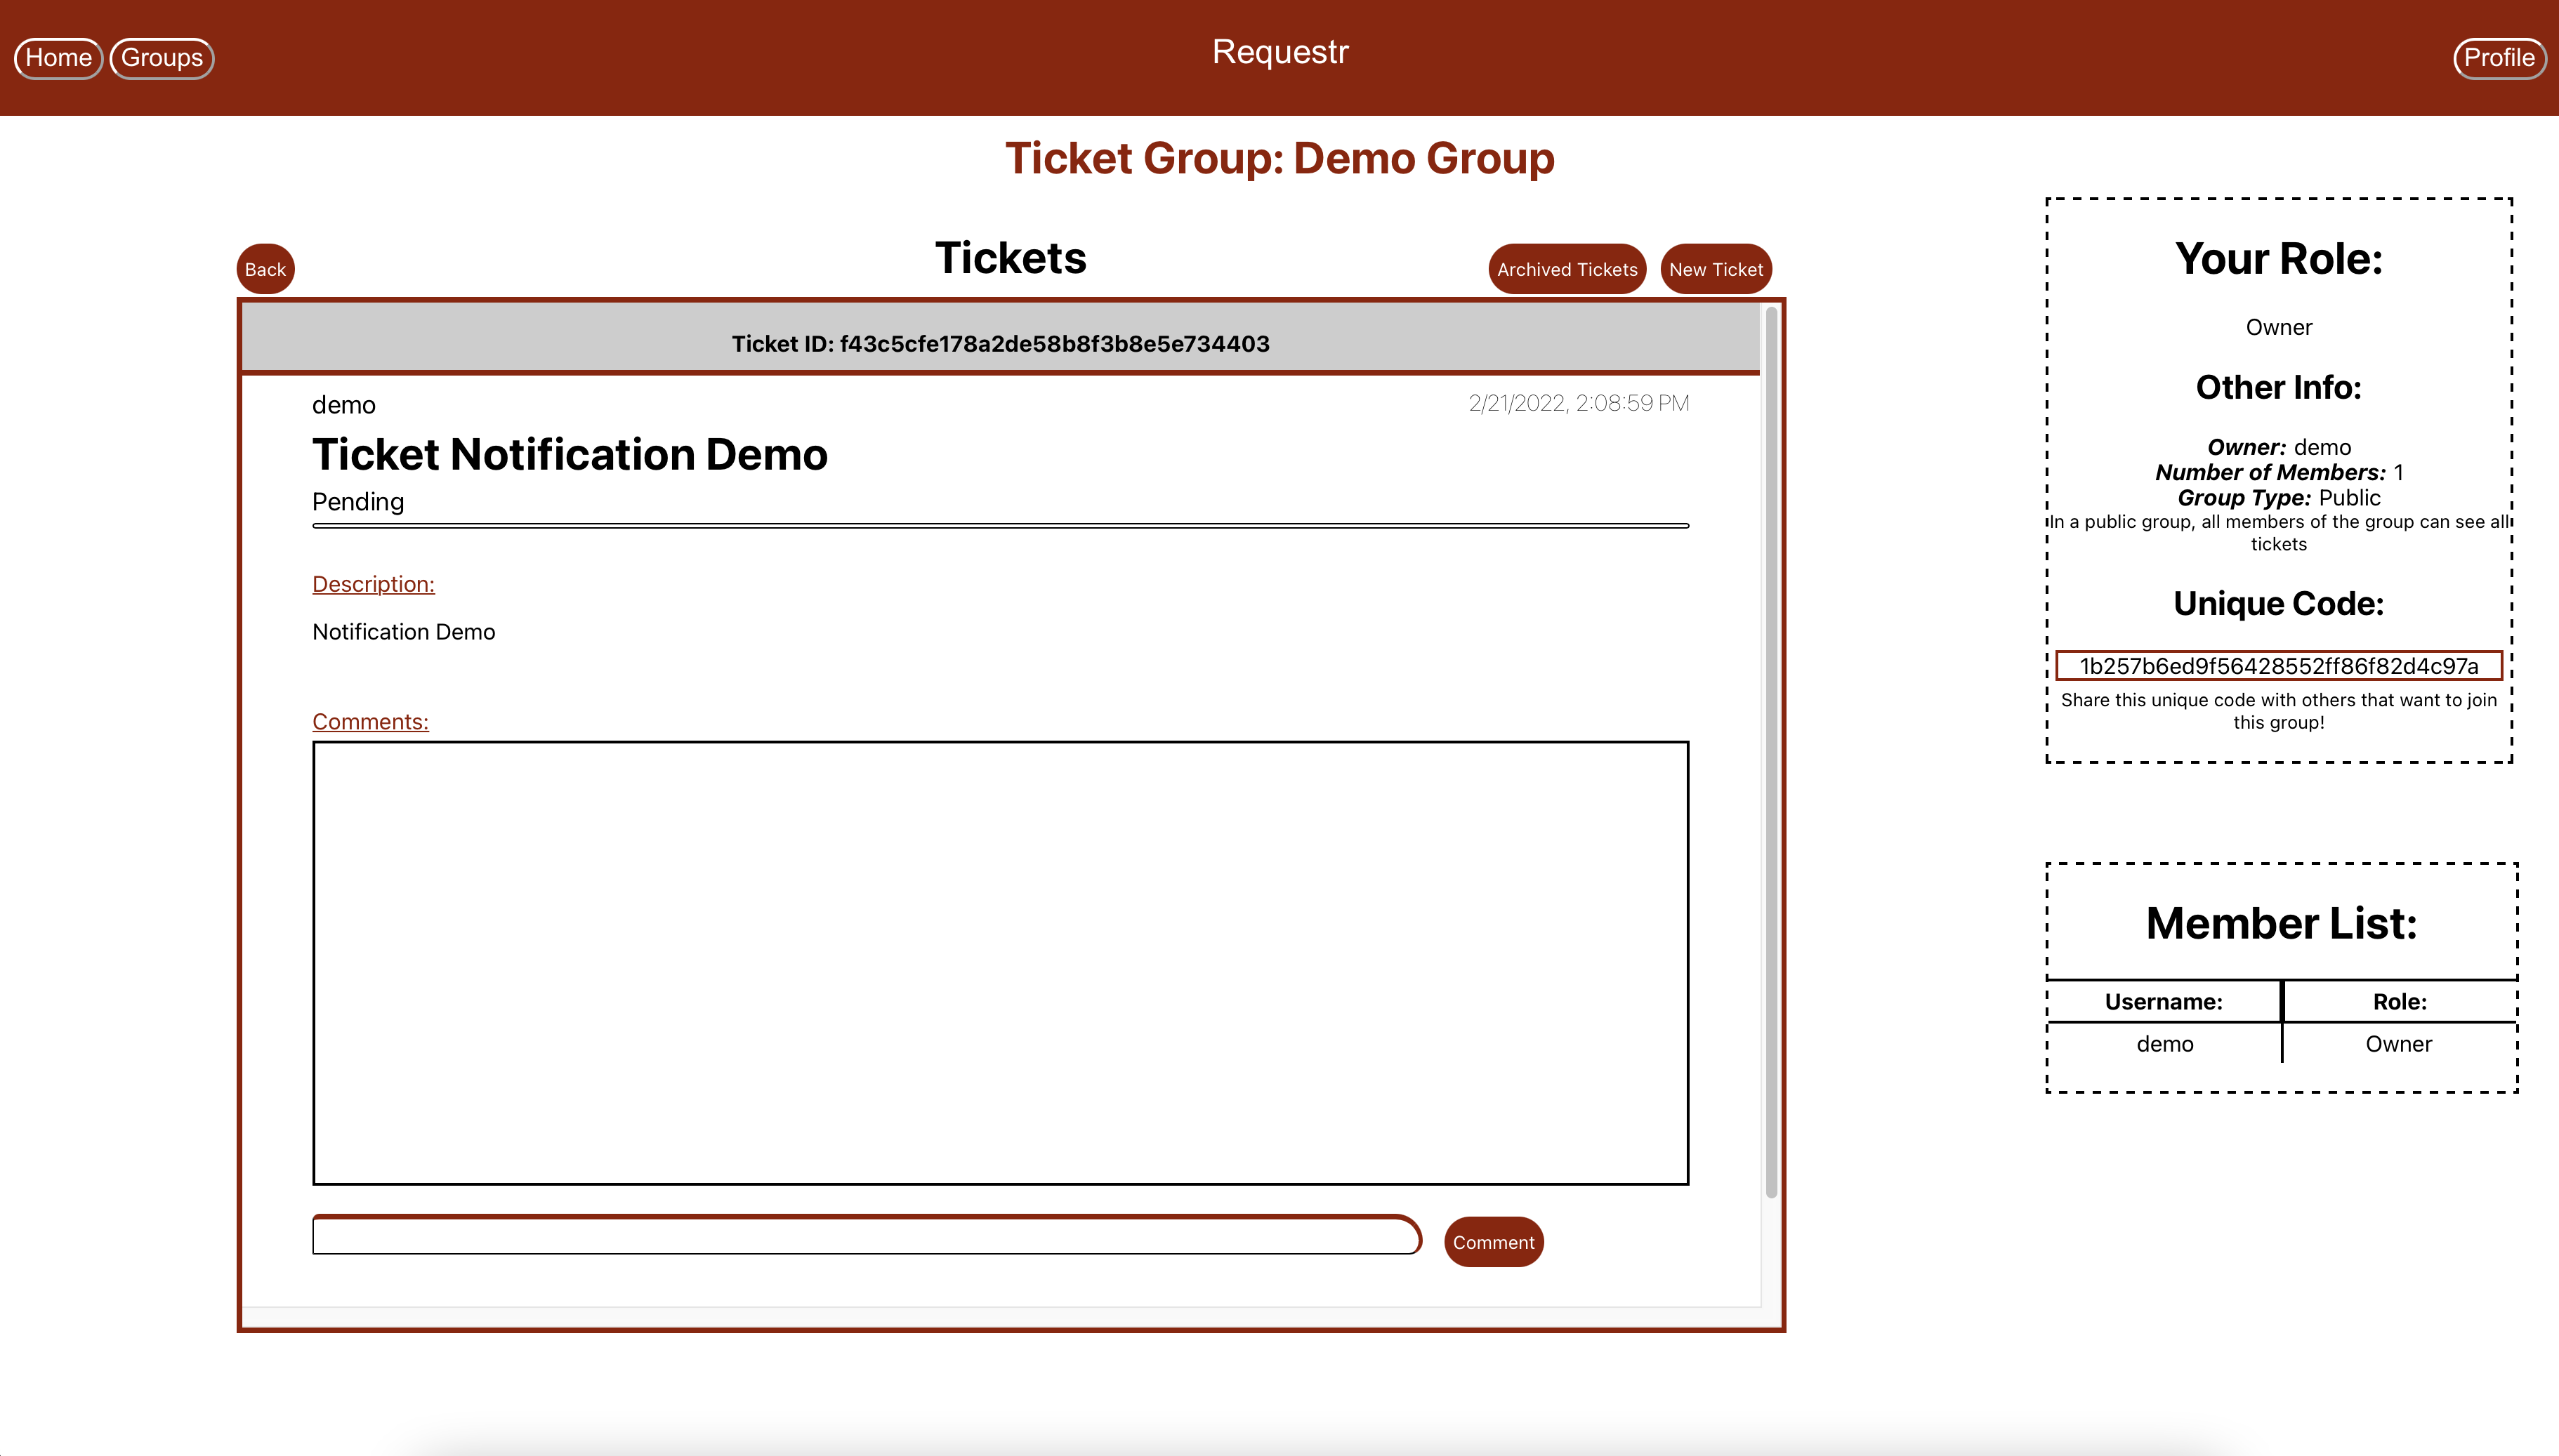 Home Groups Requestr Profile
Ticket Group: Demo Group
Back
Tickets
Archived Tickets
New Ticket
Ticket ID: f43c5cfe178a2de58b8f3b8e5e734403
demo
2/21/2022, 2:08:59 PM
Ticket Notification Demo
Pending
Description:
Notification Demo
Comments:
Comment
Your Role:
Owner
Other Info:
Owner: demo
Number of Members: 1
Group Type: Public
In a public group, all members of the group can see all
tickets
Unique Code:
1b257b6ed9f56428552ff86f82d4c97a
Share this unique code with others that want to join
this group!
Member List:
Username: Role:
demo Owner